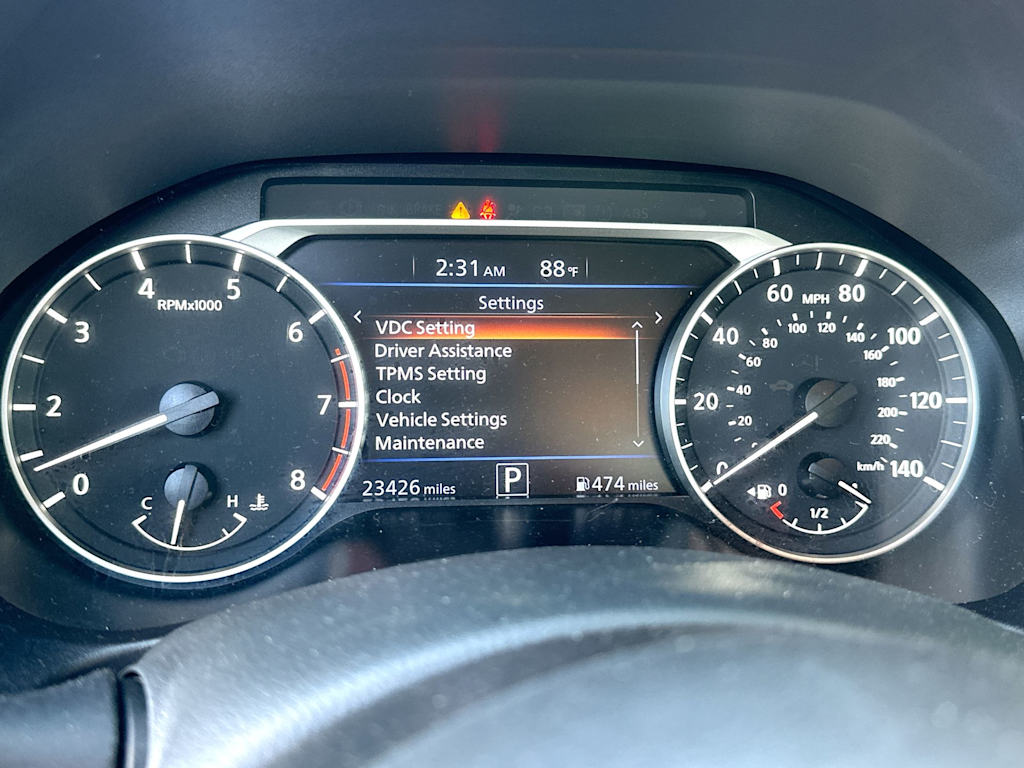 2:31 AM 88°F
Settings
VDC Setting
Driver Assistance
TPMS Setting
Clock
Vehicle Settings
Maintenance
23426 miles P 474 miles
RPMx1000
0
2
3
4
5
6
7
8
C H
MPH
0
20
40
60
80
100
120
140
20
40
60
80
100
120
140
160
180
200
220
km/h
0
1/2